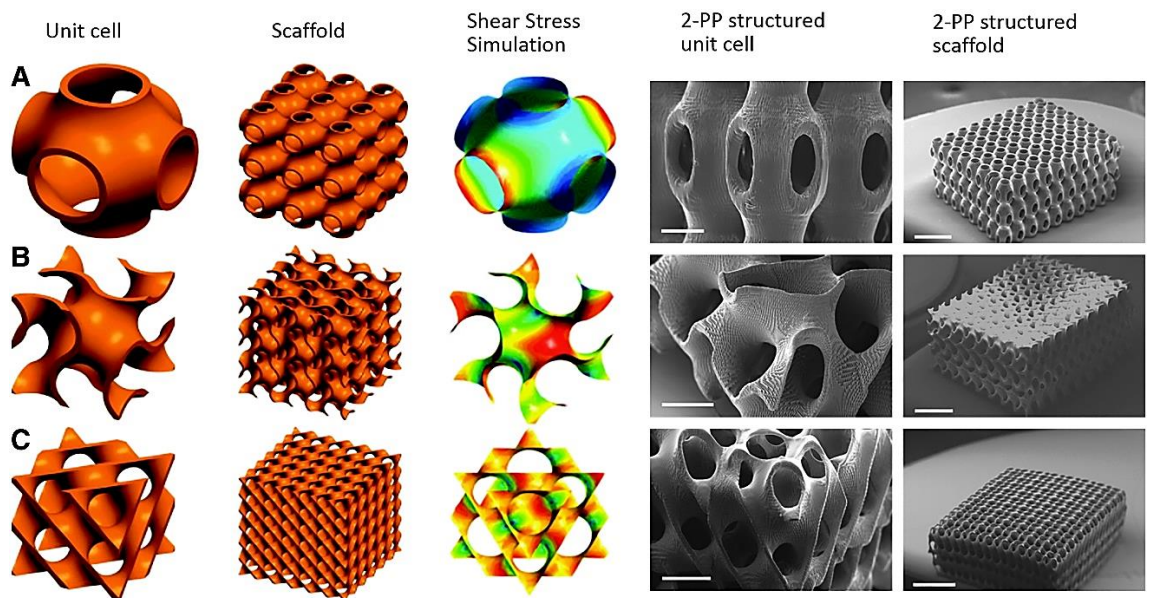 Unit cell
Scaffold
Shear Stress
Simulation
2-PP structured
unit cell
2-PP structured
scaffold
A
B
C